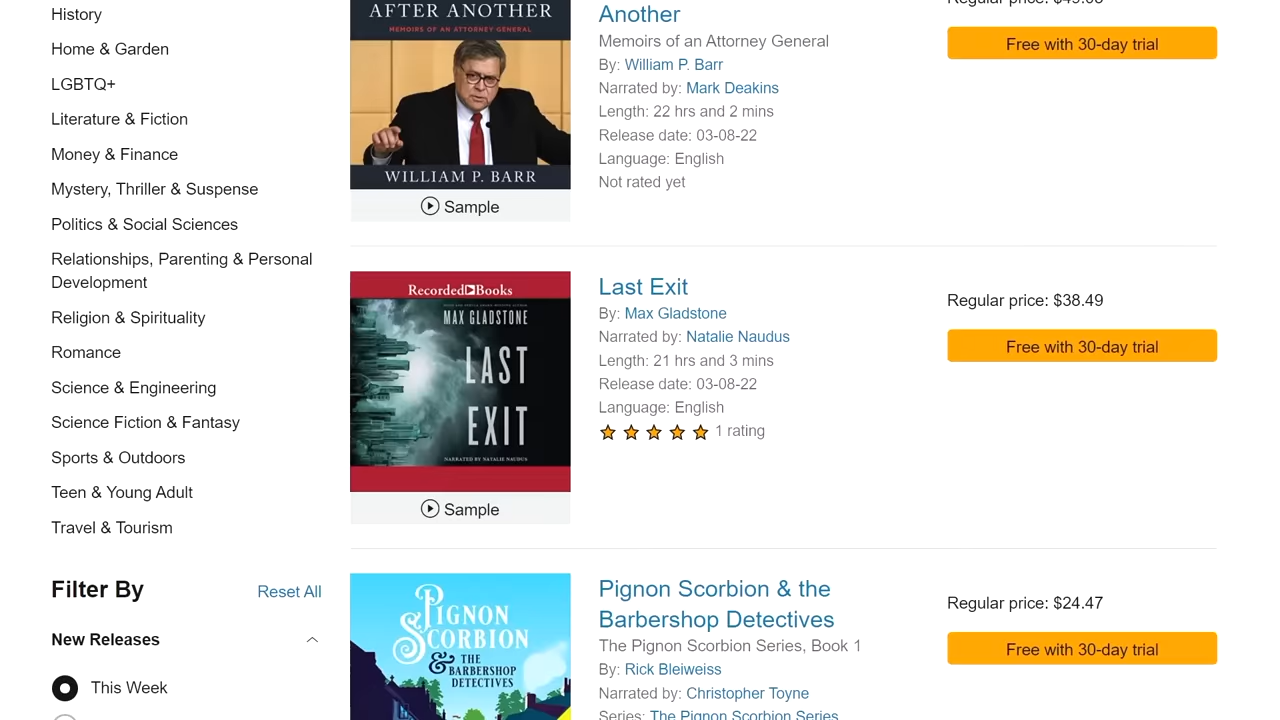 History
Home & Garden
LGBTQ+
Literature & Fiction
Money & Finance
Mystery, Thriller & Suspense
Politics & Social Sciences
Relationships, Parenting & Personal
Development
Religion & Spirituality
Romance
Science & Engineering
Science Fiction & Fantasy
Sports & Outdoors
Teen & Young Adult
Travel & Tourism
Filter By
Reset All
New Releases
This Week
AFTER ANOTHER
MEMOIRS OF AN ATTORNEY GENERAL
WILLIAM P. BARR
Sample
Another
Memoirs of an Attorney General
By: William P. Barr
Narrated by: Mark Deakins
Length: 22 hrs and 2 mins
Release date: 03-08-22
Language: English
Not rated yet
Free with 30-day trial
Recorded Books
MAX GLADSTONE
LAST
EXIT
NARRATED BY NATALIE NAUDUS
Sample
Last Exit
By: Max Gladstone
Narrated by: Natalie Naudus
Length: 21 hrs and 3 mins
Release date: 03-08-22
Language: English
1 rating
Regular price: $38.49
Free with 30-day trial
PIGNON
SCORBION
& THE
BARBERSHOP
DETECTIVES
Pignon Scorbion & the
Barbershop Detectives
The Pignon Scorbion Series, Book 1
By: Rick Bleiweiss
Narrated by: Christopher Toyne
Series: The Pignon Scorbion Series
Regular price: $24.47
Free with 30-day trial